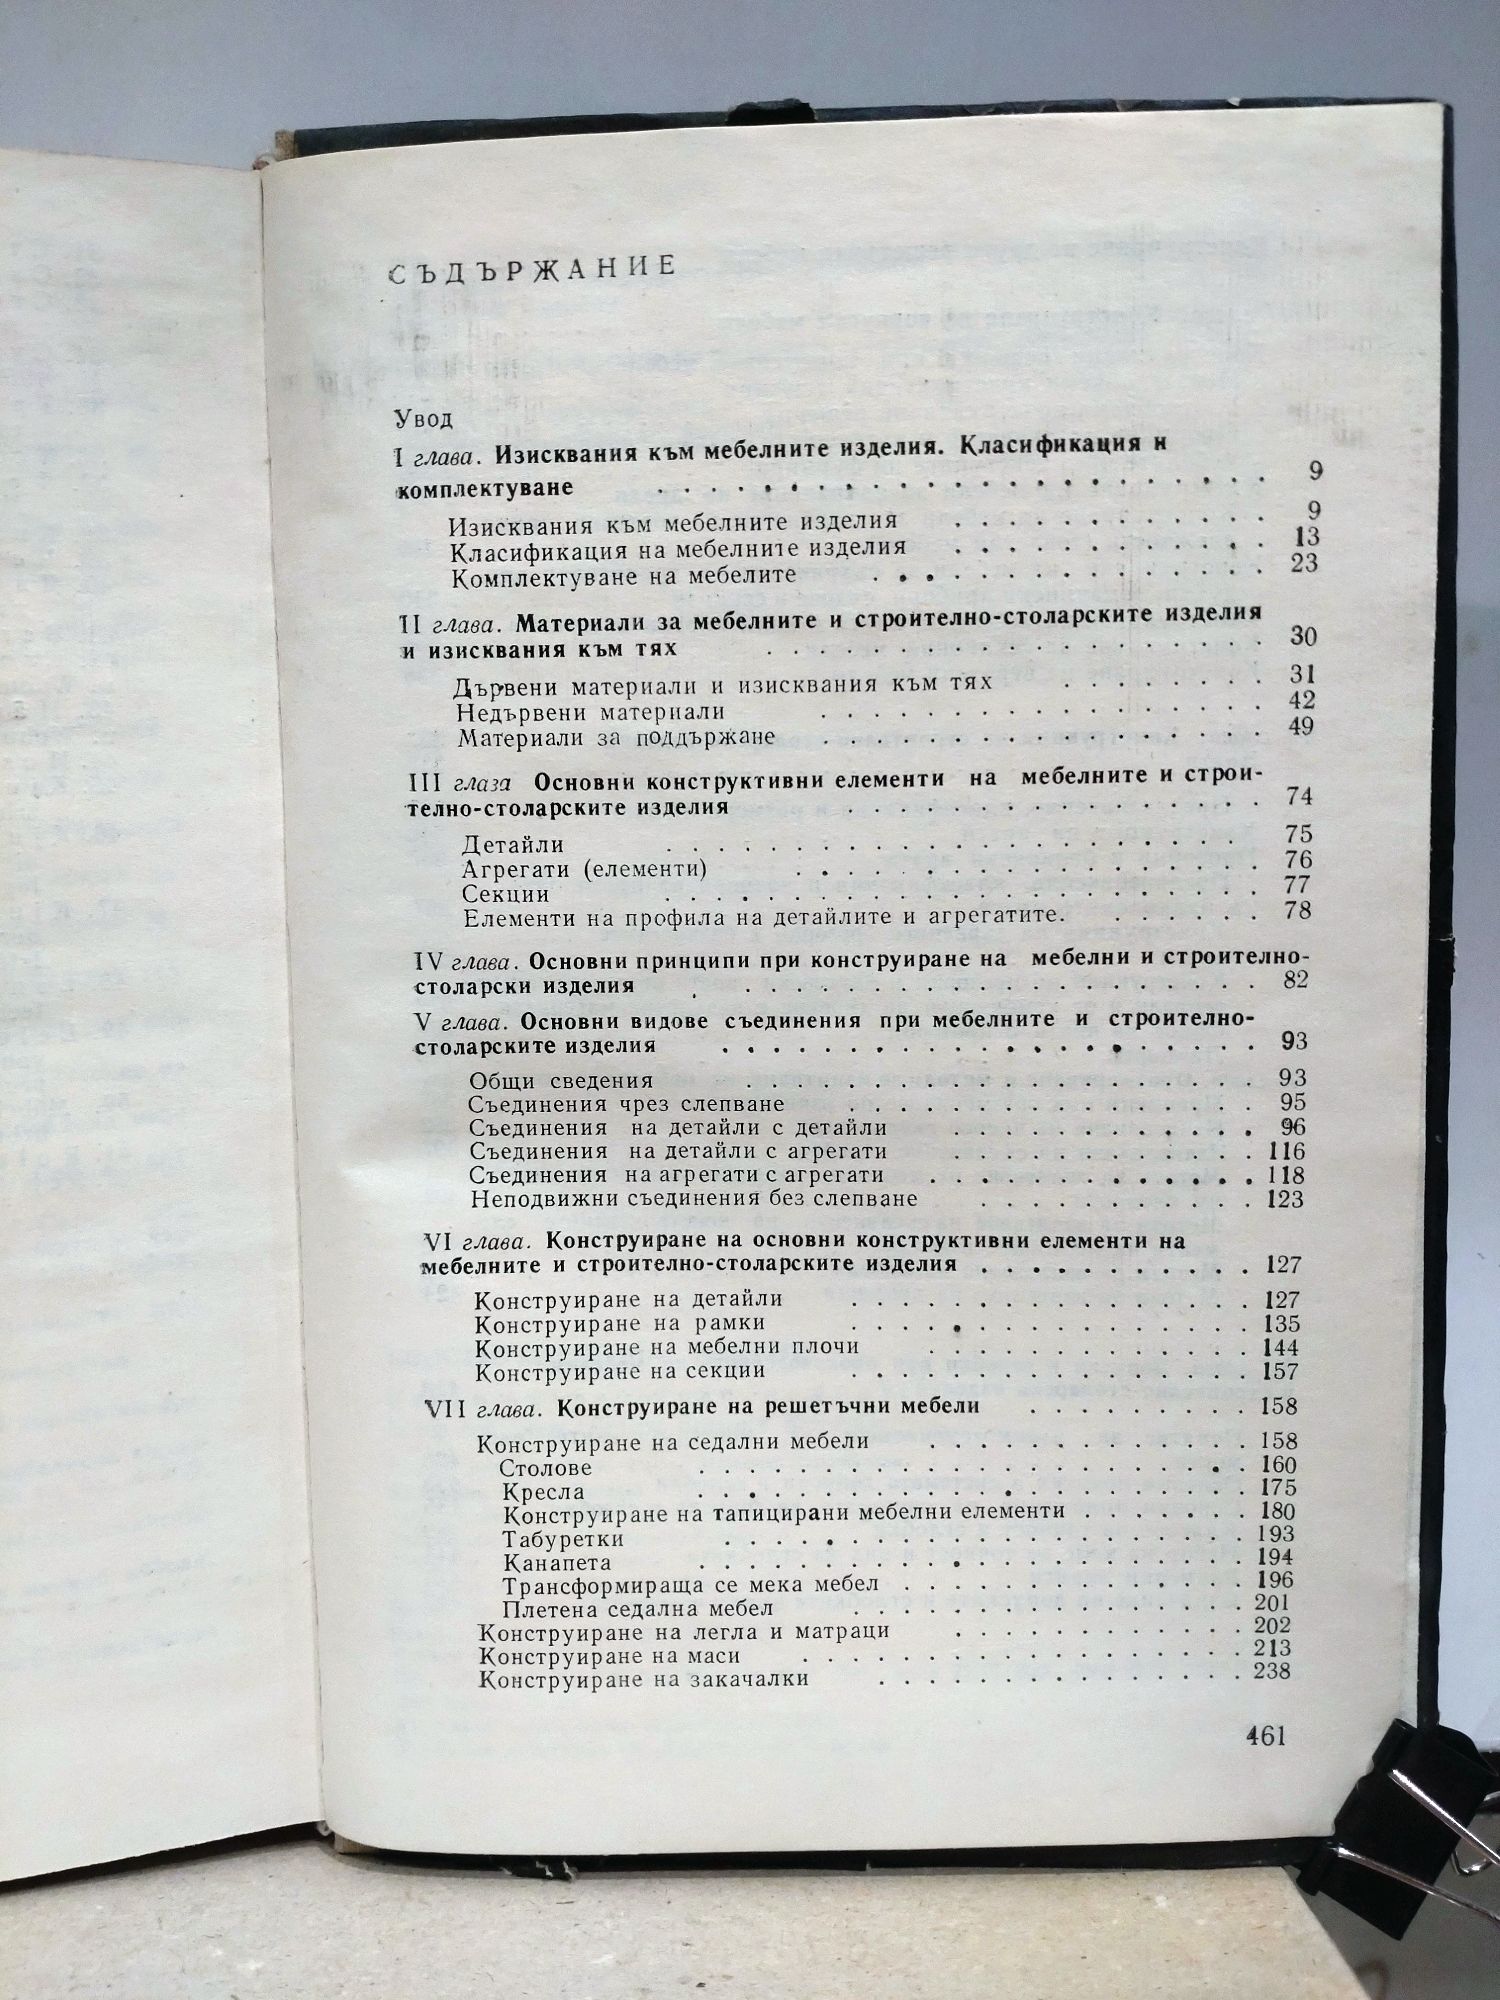 СЪДЪРЖАНИЕ
Увод
I глава. Изисквания към мебелните изделия. Класификация и
комплектуване . . . . . . . . . . . . . . . . . . . . . . . 9
Изисквания към мебелните изделия . . . . . . . . . . . . 9
Класификация на мебелните изделия . . . . . . . . . . . . 13
Комплектуване на мебелите . . . . . . . . . . . . . . . 23
II глава. Материали за мебелните и строително-столарските изделия
и изисквания към тях . . . . . . . . . . . . . . . . . . . 30
Дървени материали и изисквания към тях . . . . . . . . 31
Недървени материали . . . . . . . . . . . . . . . . . 42
Материали за поддържане . . . . . . . . . . . . . . . . . 49
III глаза Основни конструктивни елементи на мебелните и строи-
телно-столарските изделия . . . . . . . . . . . . . . . . 74
Детайли . . . . . . . . . . . . . . . . . . . . . . 75
Агрегати (елементи) . . . . . . . . . . . . . . . . . 76
Секции . . . . . . . . . . . . . . . . . . . . . . . 77
Елементи на профила на детайлите и агрегатите. . . . . . . 78
IV глава. Основни принципи при конструиране на мебелни и строително-
столарски изделия . . . . . . . . . . . . . . . . . . . . 82
V глава. Основни видове съединения при мебелните и строително-
столарските изделия . . . . . . . . . . . . . . . . . . . . . 93
Общи сведения . . . . . . . . . . . . . . . . . . . . 93
Съединения чрез слепване . . . . . . . . . . . . . . . . 95
Съединения на детайли с детайли . . . . . . . . . . . . 96
Съединения на детайли с агрегати . . . . . . . . . . . . 116
Съединения на агрегати с агрегати . . . . . . . . . . . . . 118
Неподвижни съединения без слепване . . . . . . . . . . . 123
VI глава. Конструиране на основни конструктивни елементи на
мебелните и строително-столарските изделия . . . . . . . . . . . 127
Конструиране на детайли . . . . . . . . . . . . . . . . 127
Конструиране на рамки . . . . . . . . . . . . . . . . 135
Конструиране на мебелни плочи . . . . . . . . . . . . . 144
Конструиране на секции . . . . . . . . . . . . . . . . 157
VII глава. Конструиране на решетъчни мебели . . . . . . . . . 158
Конструиране на седални мебели . . . . . . . . . . . . . 158
Столове . . . . . . . . . . . . . . . . . . . . . . 160
Кресла . . . . . . . . . . . . . . . . . . . . . . 175
Конструиране на тапицирани мебелни елементи . . . . . . . 180
Табуретки . . . . . . . . . . . . . . . . . . . . . 193
Канапета . . . . . . . . . . . . . . . . . . . . . . 194
Трансформираща се мека мебел . . . . . . . . . . . . . . 196
Плетена седална мебел . . . . . . . . . . . . . . . . 201
Конструиране на легла и матраци . . . . . . . . . . . . 202
Конструиране на маси . . . . . . . . . . . . . . . . . 213
Конструиране на закачалки . . . . . . . . . . . . . . . 238
461